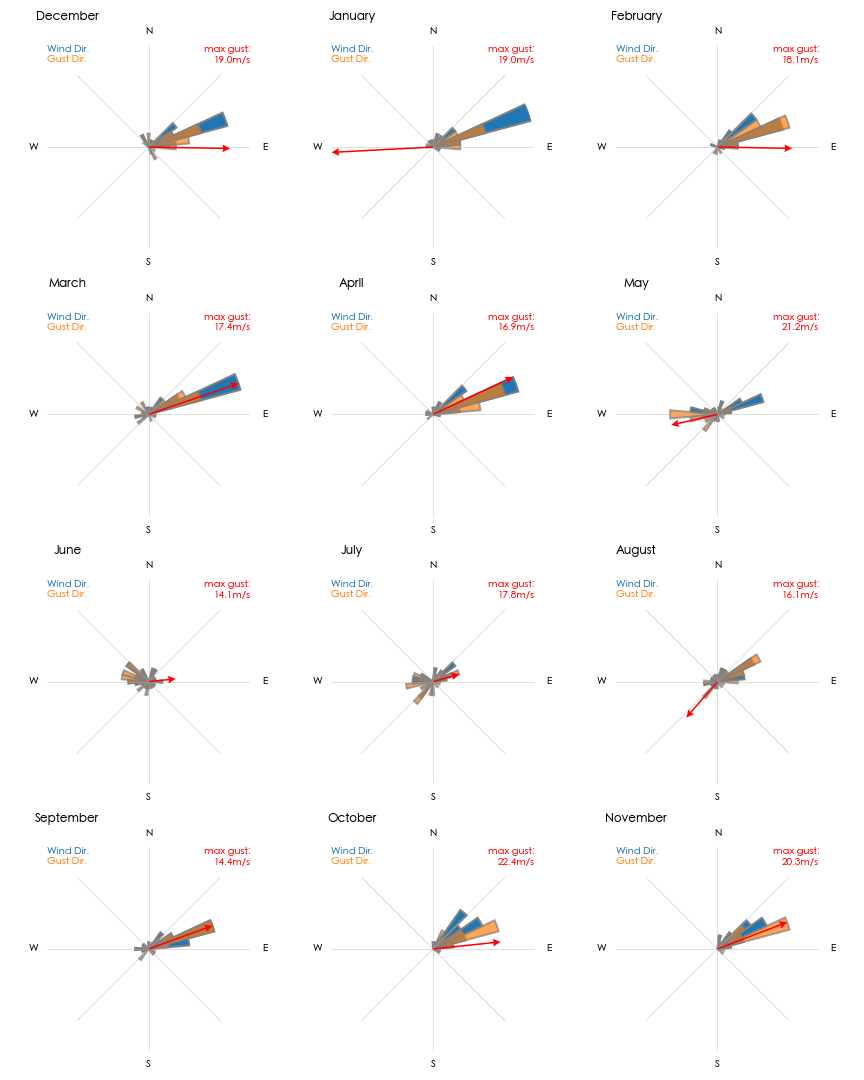 December
N
Wind Dir.
Gust Dir.
max gust:
19.0m/s
W
E
S
January
N
Wind Dir.
Gust Dir.
max gust:
19.0m/s
W
E
S
February
N
Wind Dir.
Gust Dir.
max gust:
18.1m/s
W
E
S
March
N
Wind Dir.
Gust Dir.
max gust:
17.4m/s
W
E
S
April
N
Wind Dir.
Gust Dir.
max gust:
16.9m/s
W
E
S
May
N
Wind Dir.
Gust Dir.
max gust:
21.2m/s
W
E
S
June
N
Wind Dir.
Gust Dir.
max gust:
14.1m/s
W
E
S
July
N
Wind Dir.
Gust Dir.
max gust:
17.8m/s
W
E
S
August
N
Wind Dir.
Gust Dir.
max gust:
16.1m/s
W
E
S
September
N
Wind Dir.
Gust Dir.
max gust:
14.4m/s
W
E
S
October
N
Wind Dir.
Gust Dir.
max gust:
22.4m/s
W
E
S
November
N
Wind Dir.
Gust Dir.
max gust:
20.3m/s
W
E
S